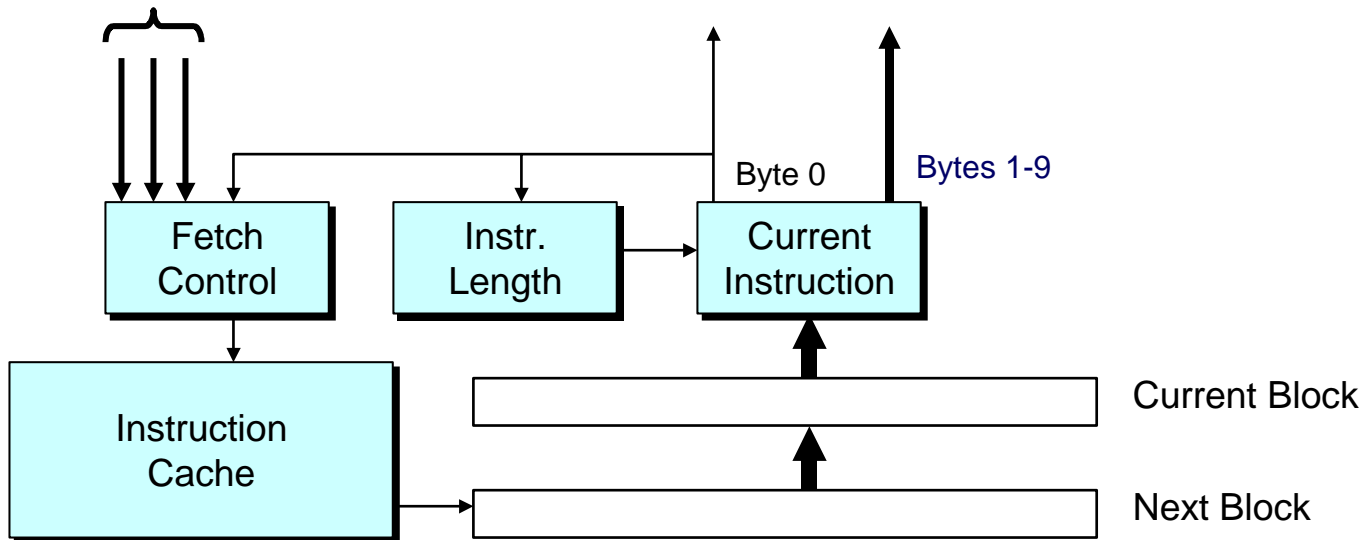 Byte 0
Bytes 1-9
Fetch
Control
Instr.
Length
Current
Instruction
Instruction
Cache
Current Block
Next Block